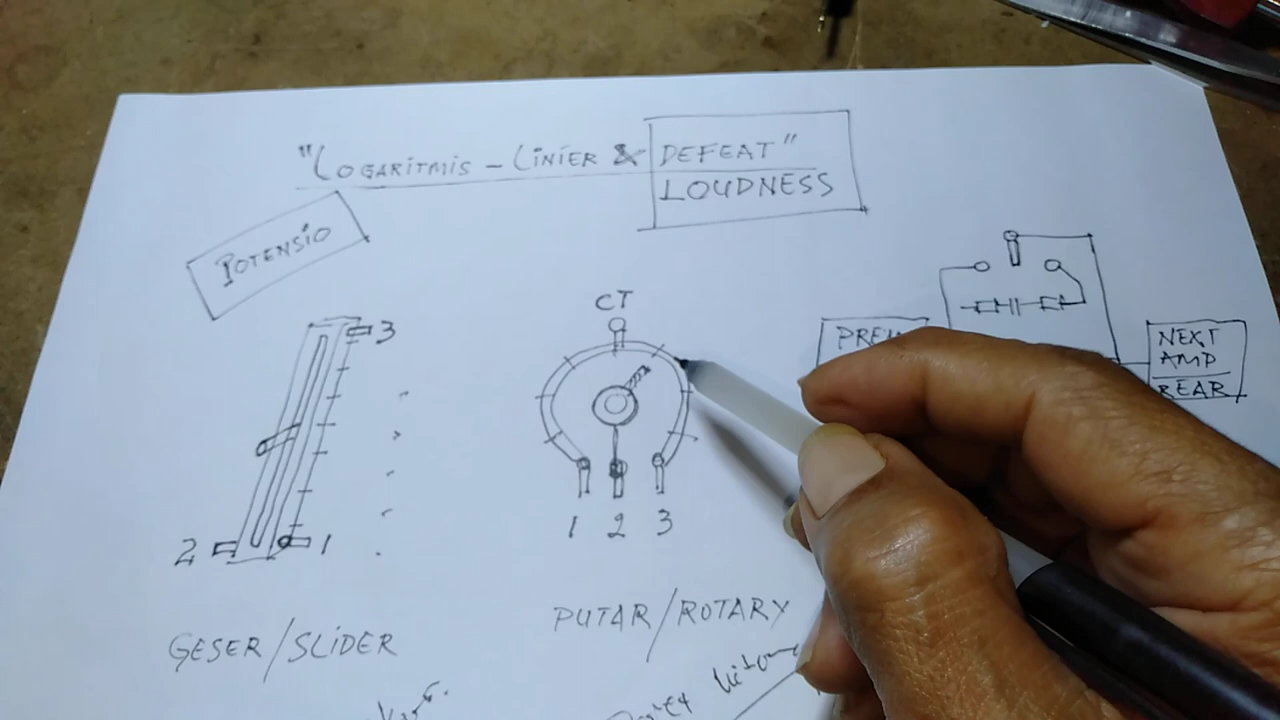 "LOGARITMIS - LINIER & DEFEAT"
LOUDNESS
POTENSIO
CT
3
2
1
1 2 3
NEXT
AMP
REAR
GESER/SLIDER
PUTAR/ROTARY